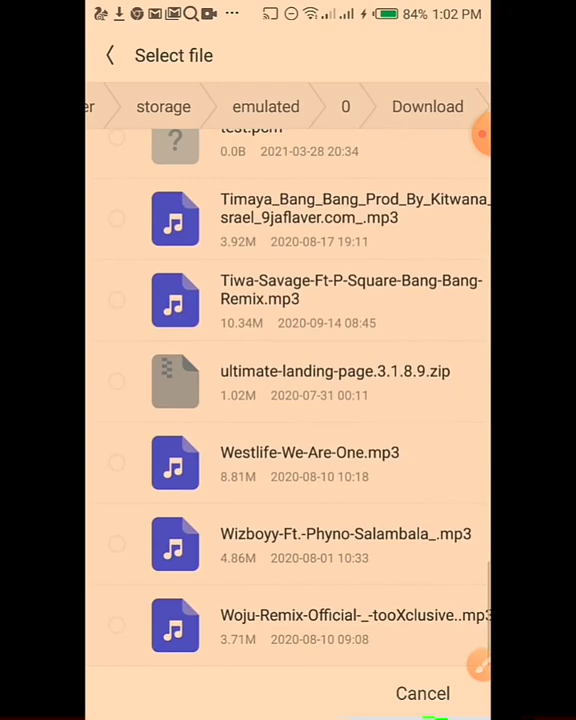 84% 1:02 PM
Select file
er storage emulated 0 Download
test.pcm
0.0B 2021-03-28 20:34
Timaya_Bang_Bang_Prod_By_Kitwana_
srael_9jaflaver.com_.mp3
3.92M 2020-08-17 19:11
Tiwa-Savage-Ft-P-Square-Bang-Bang-
Remix.mp3
10.34M 2020-09-14 08:45
ultimate-landing-page.3.1.8.9.zip
1.02M 2020-07-31 00:11
Westlife-We-Are-One.mp3
8.81M 2020-08-10 10:18
Wizboyy-Ft.-Phyno-Salambala_.mp3
4.86M 2020-08-01 10:33
Woju-Remix-Official-_-tooXclusive..mp3
3.71M 2020-08-10 09:08
Cancel